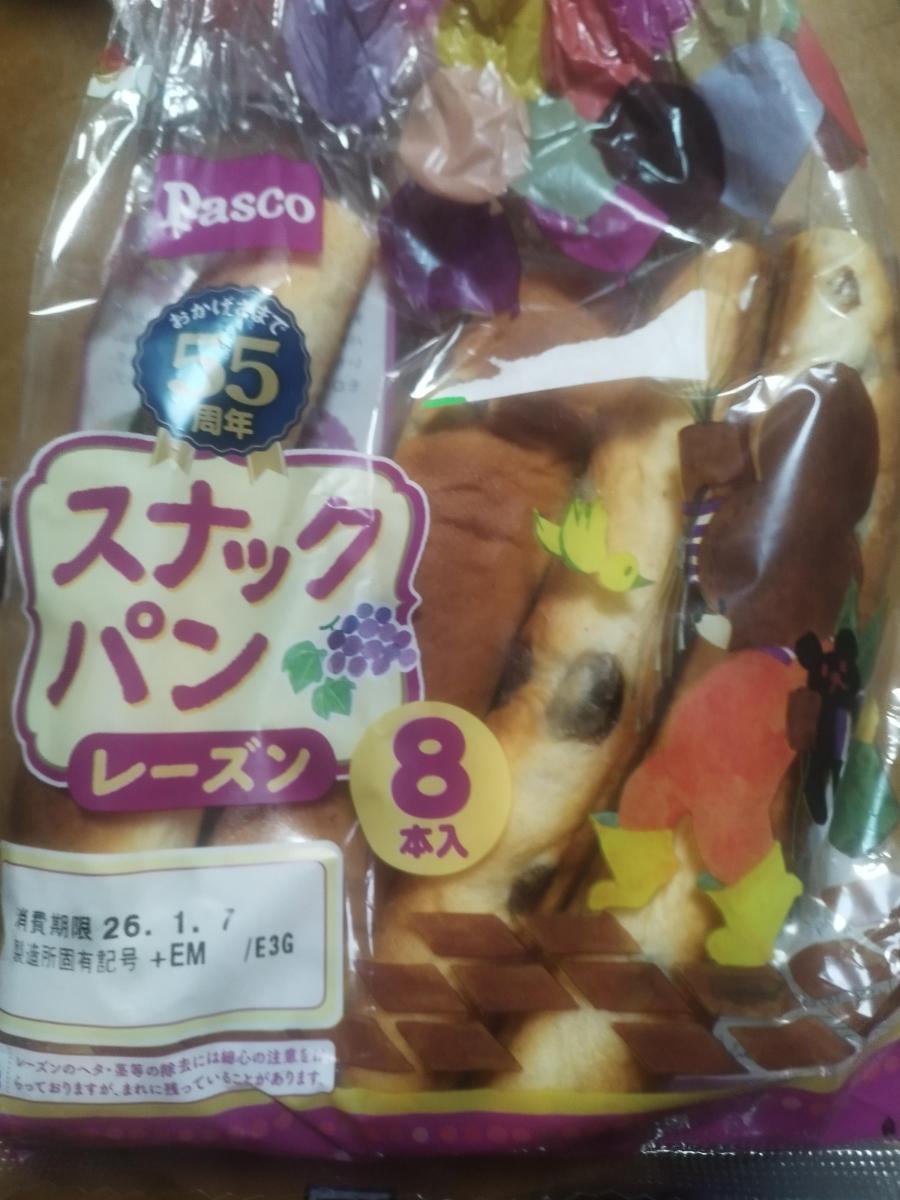 Pasco
おかげさまで
55
周年
スナック
パン
レーズン
8
本入
消費期限 26. 1. 7
製造所固有記号 +EM /E3G
レーズンのヘタ・茎等の除去には細心の注意を
らっておりますが、まれに残っていることがあります。